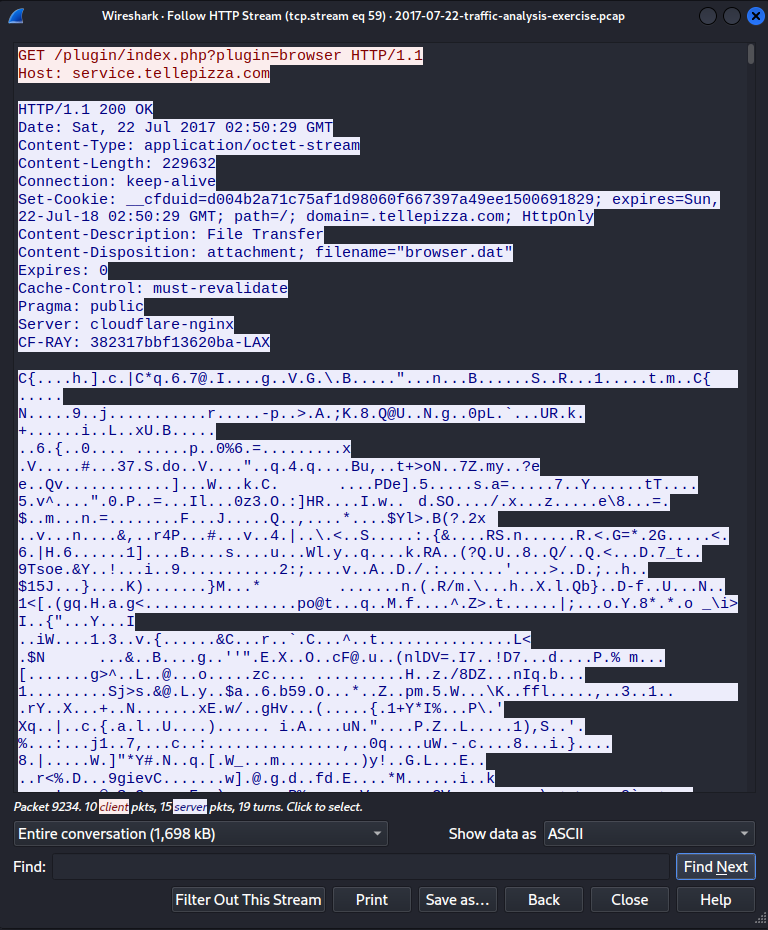 Wireshark · Follow HTTP Stream (tcp.stream eq 59) · 2017-07-22-traffic-analysis-exercise.pcap
GET /plugin/index.php?plugin=browser HTTP/1.1
Host: service.tellepizza.com
HTTP/1.1 200 OK
Date: Sat, 22 Jul 2017 02:50:29 GMT
Content-Type: application/octet-stream
Content-Length: 229632
Connection: keep-alive
Set-Cookie: __cfduid=d004b2a71c75af1d98060f667397a49ee1500691829; expires=Sun,
22-Jul-18 02:50:29 GMT; path=/; domain=.tellepizza.com; HttpOnly
Content-Description: File Transfer
Content-Disposition: attachment; filename="browser.dat"
Expires: 0
Cache-Control: must-revalidate
Pragma: public
Server: cloudflare-nginx
CF-RAY: 382317bbf13620ba-LAX
C{....h.].c.|C*q.6.7@.I....g..V.G.\.B....."...n...B......S..R...1.....t.m..C{
.....
N.....9..j...........r.....-p..>.A.;K.8.Q@U..N.g..0pL.`...UR.k.
+......i..L..xU.B.....
..6.{..0.... ......p..0%6.=.........x
.V.....#...37.S.do..V...."..q.4.q....Bu,..t+>oN..7Z.my..?e
e..Qv............]...W...k.C. ....PDe].5.....s.a=.....7..Y......tT....
5.v^....".0.P..=...Il...0z3.O.:]HR....I.w.. d.SO..../.x...z.....e\8...=.
$..m...n.=........F...J.....Q..,....*....$Yl>.B(?.2x
..v...n....&,..r4P...#...v..4.|..\.<..S.....:.{&....RS.n......R.<.G=*.2G.....<.
6.|H.6......1]....B....s....u...Wl.y..q....k.RA..(?Q.U..8..Q/..Q.<...D.7_t..
9Tsoe.&Y..!...i..9...........2:;....v..A..D./.:......'....>..D.;..h..
$15J...}....K).......}M...* .......n.(.R/m.\...h..X.l.Qb}..D-f..U...N..
1<[.(gq.H.a.g<.................po@t...q..M.f....^.Z>.t......|;...o.Y.8*.*.o _\i>
I..{"...Y...I
..iW....1.3..v.{......&C...r..`.C...^..t...............L<
.$N ...&..B....g..''".E.X..O..cF@.u..(nlDV=.I7..!D7...d....P.% m...
[.......g>^..L..@...o.....zc.... .......... H..z./8DZ...nIq.b...
1.........Sj>s.&@.L.y..$a..6.b59.O...*..Z..pm.5.W...\K..ffl.....,..3..1..
.rY..X...+..N.......xE.w/..gHv...(.....{.1+Y*I%...P\.'
Xq..|..c.{.a.l..U....)...... i.A....uN."....P.Z..L.....1),S..'.
%...:...j1..7,...c..:...............,..0q....uW.-.c....8...i.}....
8.|.....W.]"*Y#.N..q.[.W_...m.........)y!..G.L...E..
..r<%.D...9gievC.......w].@.g.d..fd.E....*M......i..k
Packet 9234. 10 client pkts, 15 server pkts, 19 turns. Click to select.
Entire conversation (1,698 kB)
Show data as ASCII
Find:
Find Next
Filter Out This Stream Print Save as... Back Close Help